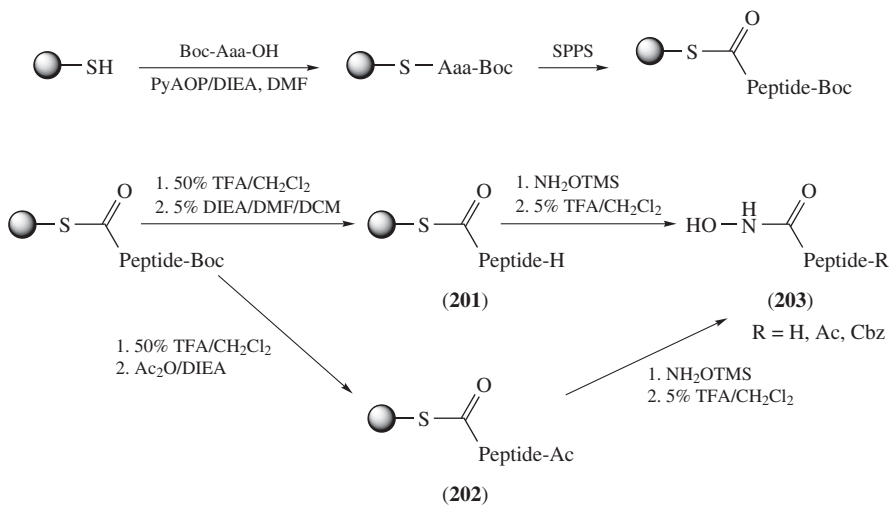 Boc-Aaa-OH
SH
PyAOP/DIEA, DMF
S
Aaa-Boc
SPPS
O
S
Peptide-Boc
O
S
Peptide-Boc
1. 50% TFA/CH2Cl2
2. 5% DIEA/DMF/DCM
O
S
Peptide-H
(201)
1. NH2OTMS
2. 5% TFA/CH2Cl2
O
HO
H
N
Peptide-R
(203)
R = H, Ac, Cbz
1. 50% TFA/CH2Cl2
2. Ac2O/DIEA
O
S
Peptide-Ac
(202)
1. NH2OTMS
2. 5% TFA/CH2Cl2